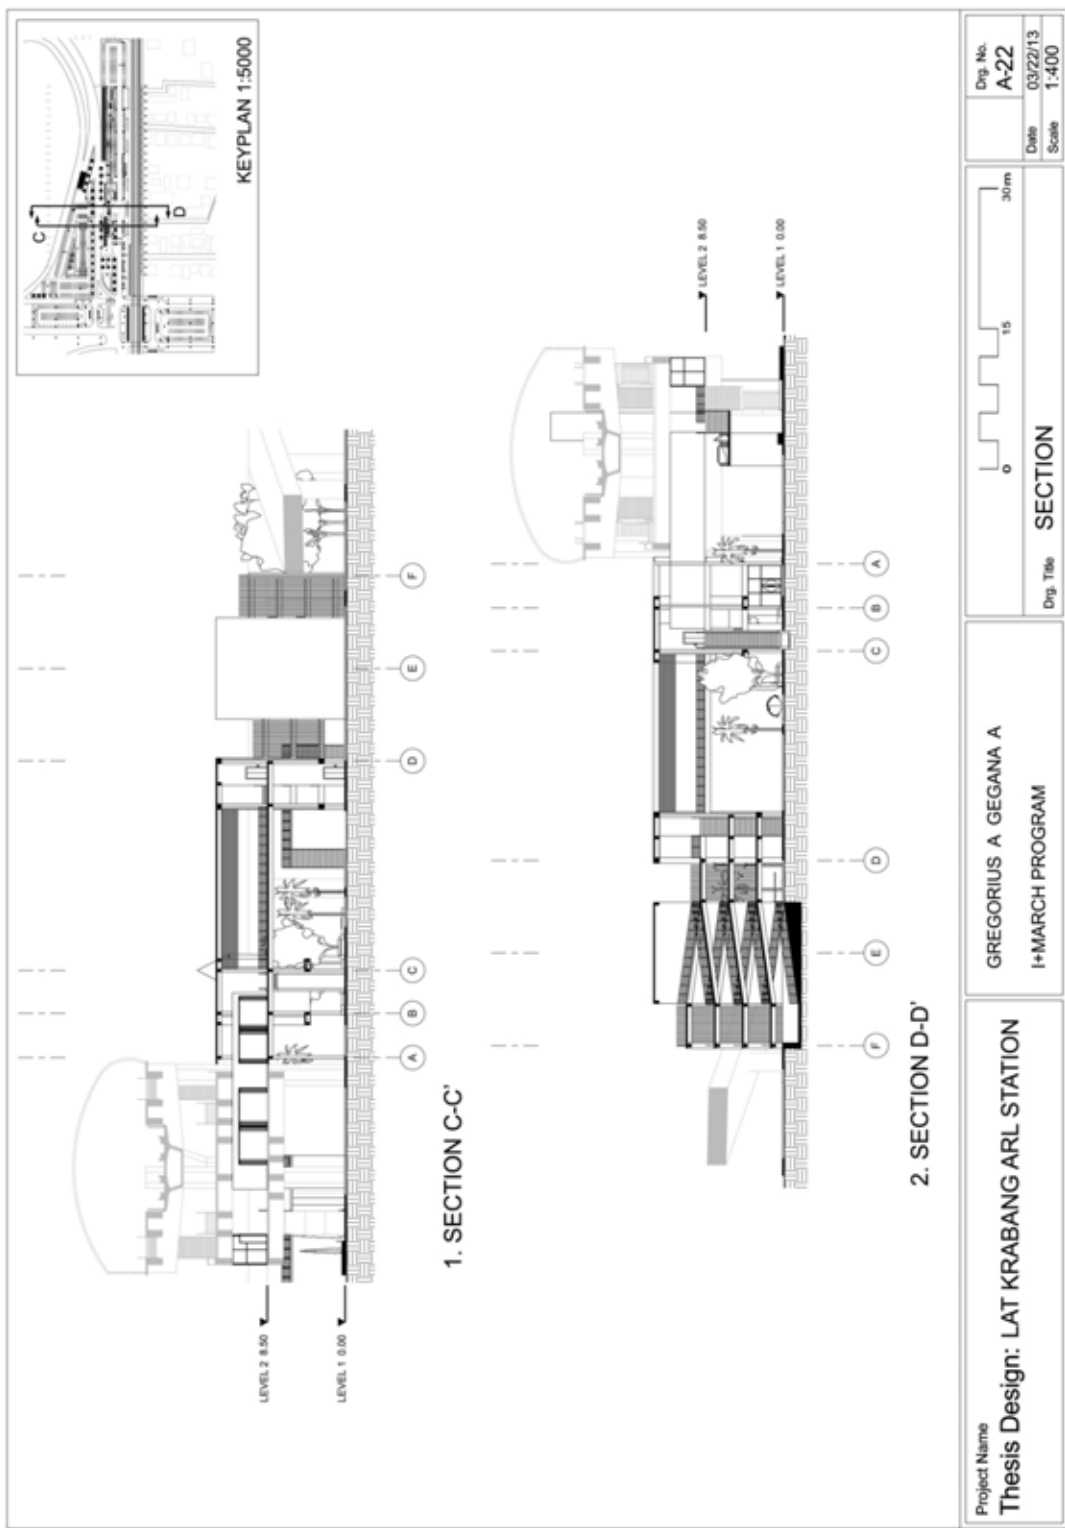 KEYPLAN 1:5000
C
D
LEVEL 2 8.50
LEVEL 1 0.00
A
B
C
D
E
F
1. SECTION C-C'
LEVEL 2 8.50
LEVEL 1 0.00
F
E
D
C
B
A
2. SECTION D-D'
Project Name
Thesis Design: LAT KRABANG ARL STATION
GREGORIUS A GEGANA A
I+MARCH PROGRAM
0 15 30m
Drg. Title SECTION
Drg. No.
A-22
Date 03/22/13
Scale 1:400